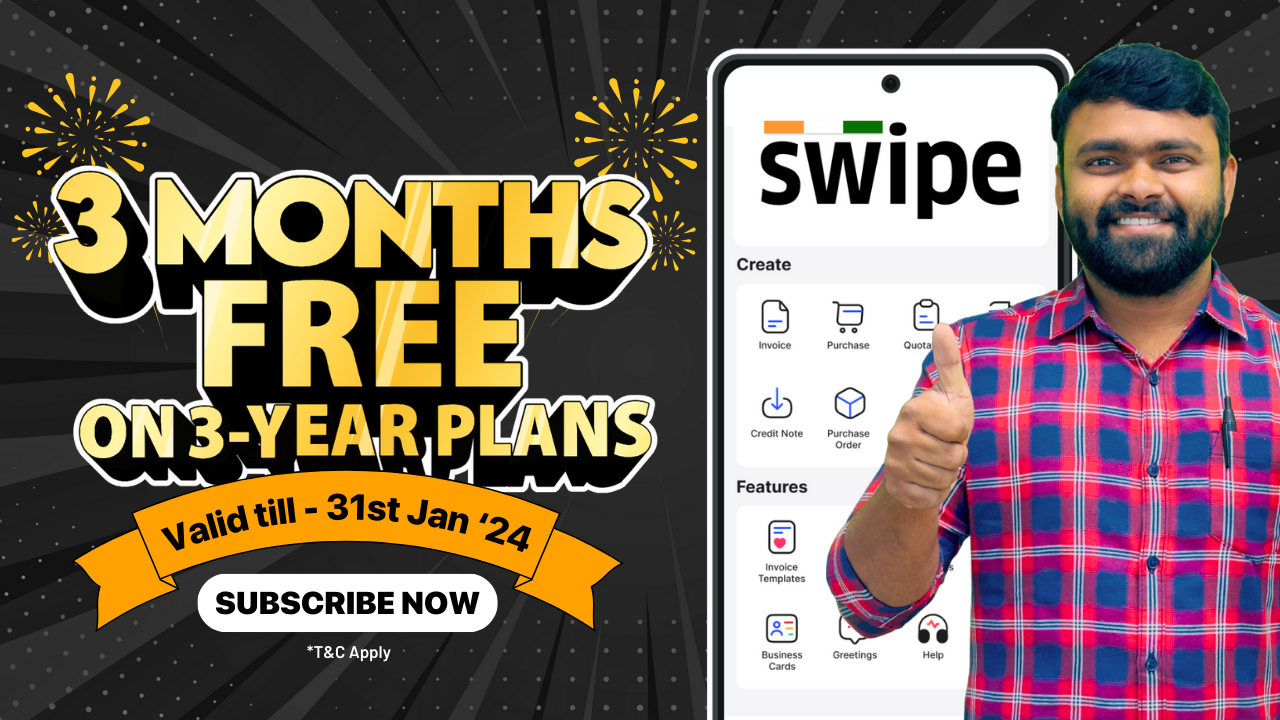 3 MONTHS
FREE
ON 3-YEAR PLANS
Valid till - 31st Jan ‘24
SUBSCRIBE NOW
*T&C Apply
swipe
Create
Invoice
Purchase
Credit Note
Purchase
Order
Features
Invoice
Templates
Business
Cards
Greetings
Help